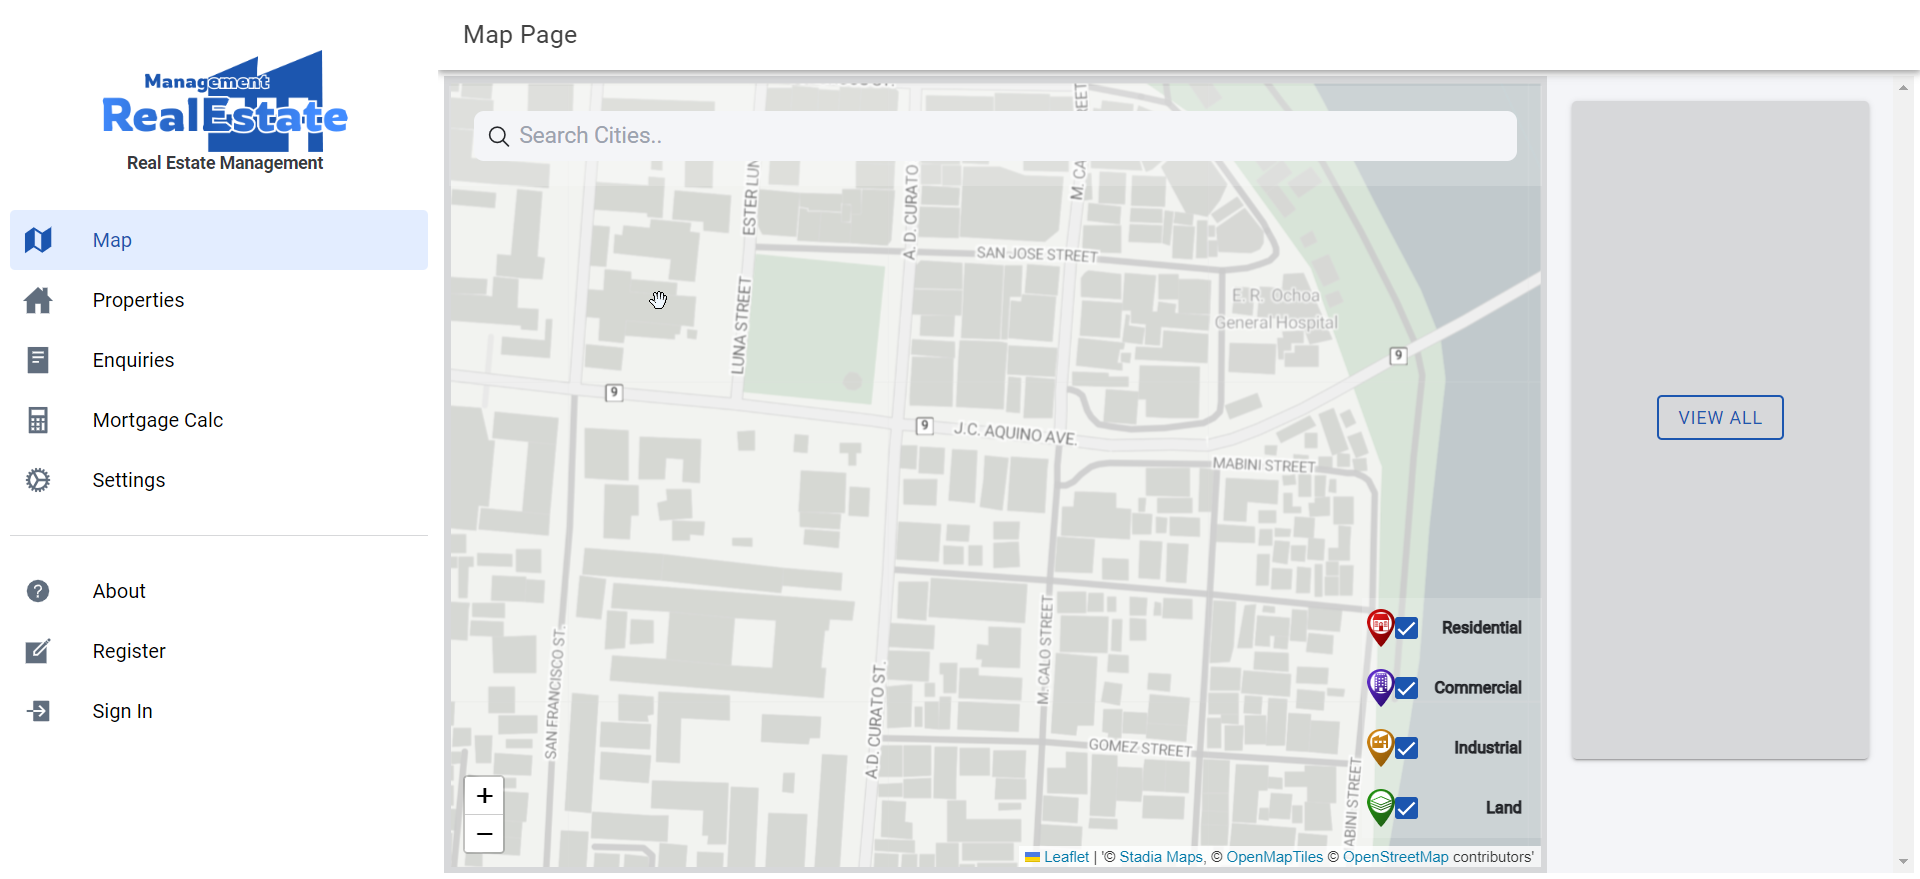 Management
RealEstate
Real Estate Management
Map
Properties
Enquiries
Mortgage Calc
Settings
About
Register
Sign In
Map Page
Search Cities..
ESTER LUN
A. D. CURATO
M. CA
EET
SAN JOSE STREET
LUNA STREET
E. R. Ochoa
General Hospital
9
9
9
J.C. AQUINO AVE.
MABINI STREET
SAN FRANCISCO ST.
A.D. CURATO ST.
M. CALO STREET
GOMEZ STREET
ABINI STREET
Residential
Commercial
Industrial
Land
+
−
Leaflet | '© Stadia Maps, © OpenMapTiles © OpenStreetMap contributors'
VIEW ALL